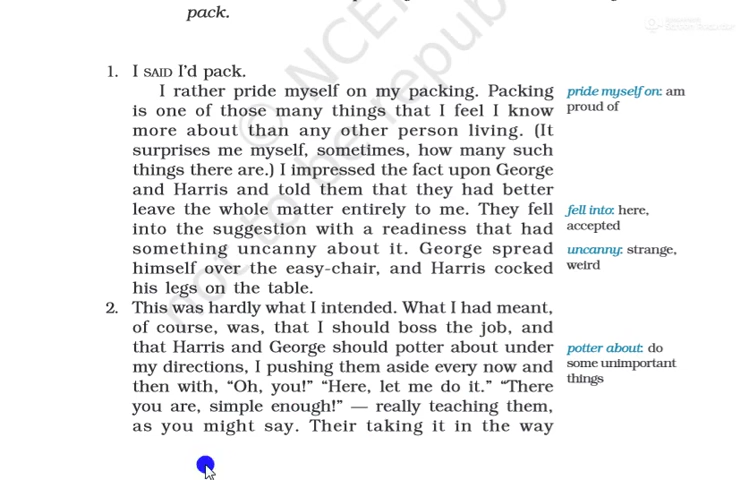 pack.
1. I SAID I'd pack.
I rather pride myself on my packing. Packing
is one of those many things that I feel I know
more about than any other person living. (It
surprises me myself, sometimes, how many such
things there are.) I impressed the fact upon George
and Harris and told them that they had better
leave the whole matter entirely to me. They fell
into the suggestion with a readiness that had
something uncanny about it. George spread
himself over the easy-chair, and Harris cocked
his legs on the table.
2. This was hardly what I intended. What I had meant,
of course, was, that I should boss the job, and
that Harris and George should potter about under
my directions, I pushing them aside every now and
then with, “Oh, you!” “Here, let me do it.” “There
you are, simple enough!” — really teaching them,
as you might say. Their taking it in the way
pride myself on: am
proud of
fell into: here,
accepted
uncanny: strange,
weird
potter about: do
some unimportant
things
© NCE
not to be repub